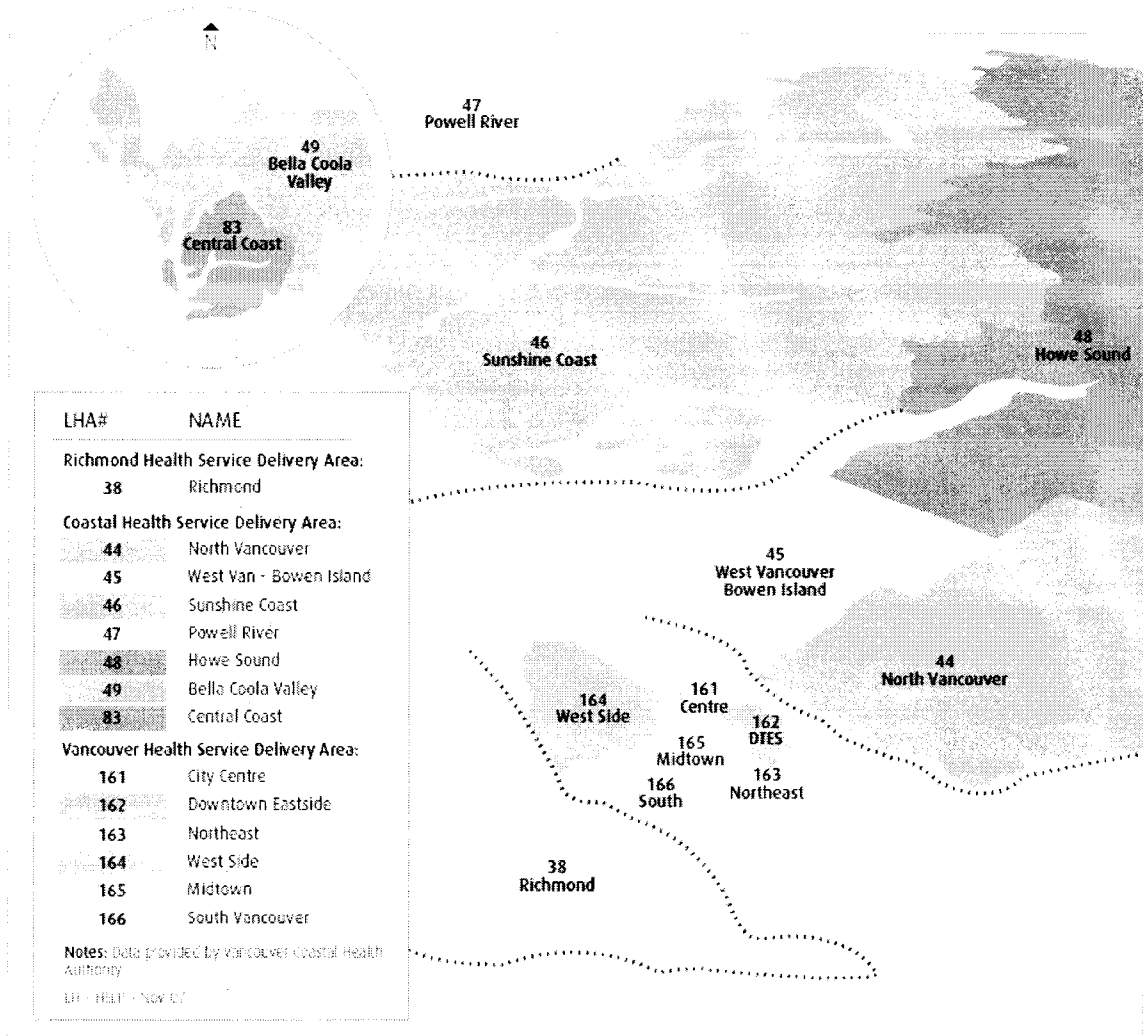 N
47
Powell River
49
Bella Coola
Valley
83
Central Coast
46
Sunshine Coast
48
Howe Sound
45
West Vancouver
Bowen Island
44
North Vancouver
164
West Side
161
Centre
162
DTES
165
Midtown
163
Northeast
166
South
38
Richmond
LHA# NAME
Richmond Health Service Delivery Area:
38 Richmond
Coastal Health Service Delivery Area:
44 North Vancouver
45 West Van - Bowen Island
46 Sunshine Coast
47 Powell River
48 Howe Sound
49 Bella Coola Valley
83 Central Coast
Vancouver Health Service Delivery Area:
161 City Centre
162 Downtown Eastside
163 Northeast
164 West Side
165 Midtown
166 South Vancouver
Notes: Data provided by Vancouver Coastal Health
Authority
HELP - Nov